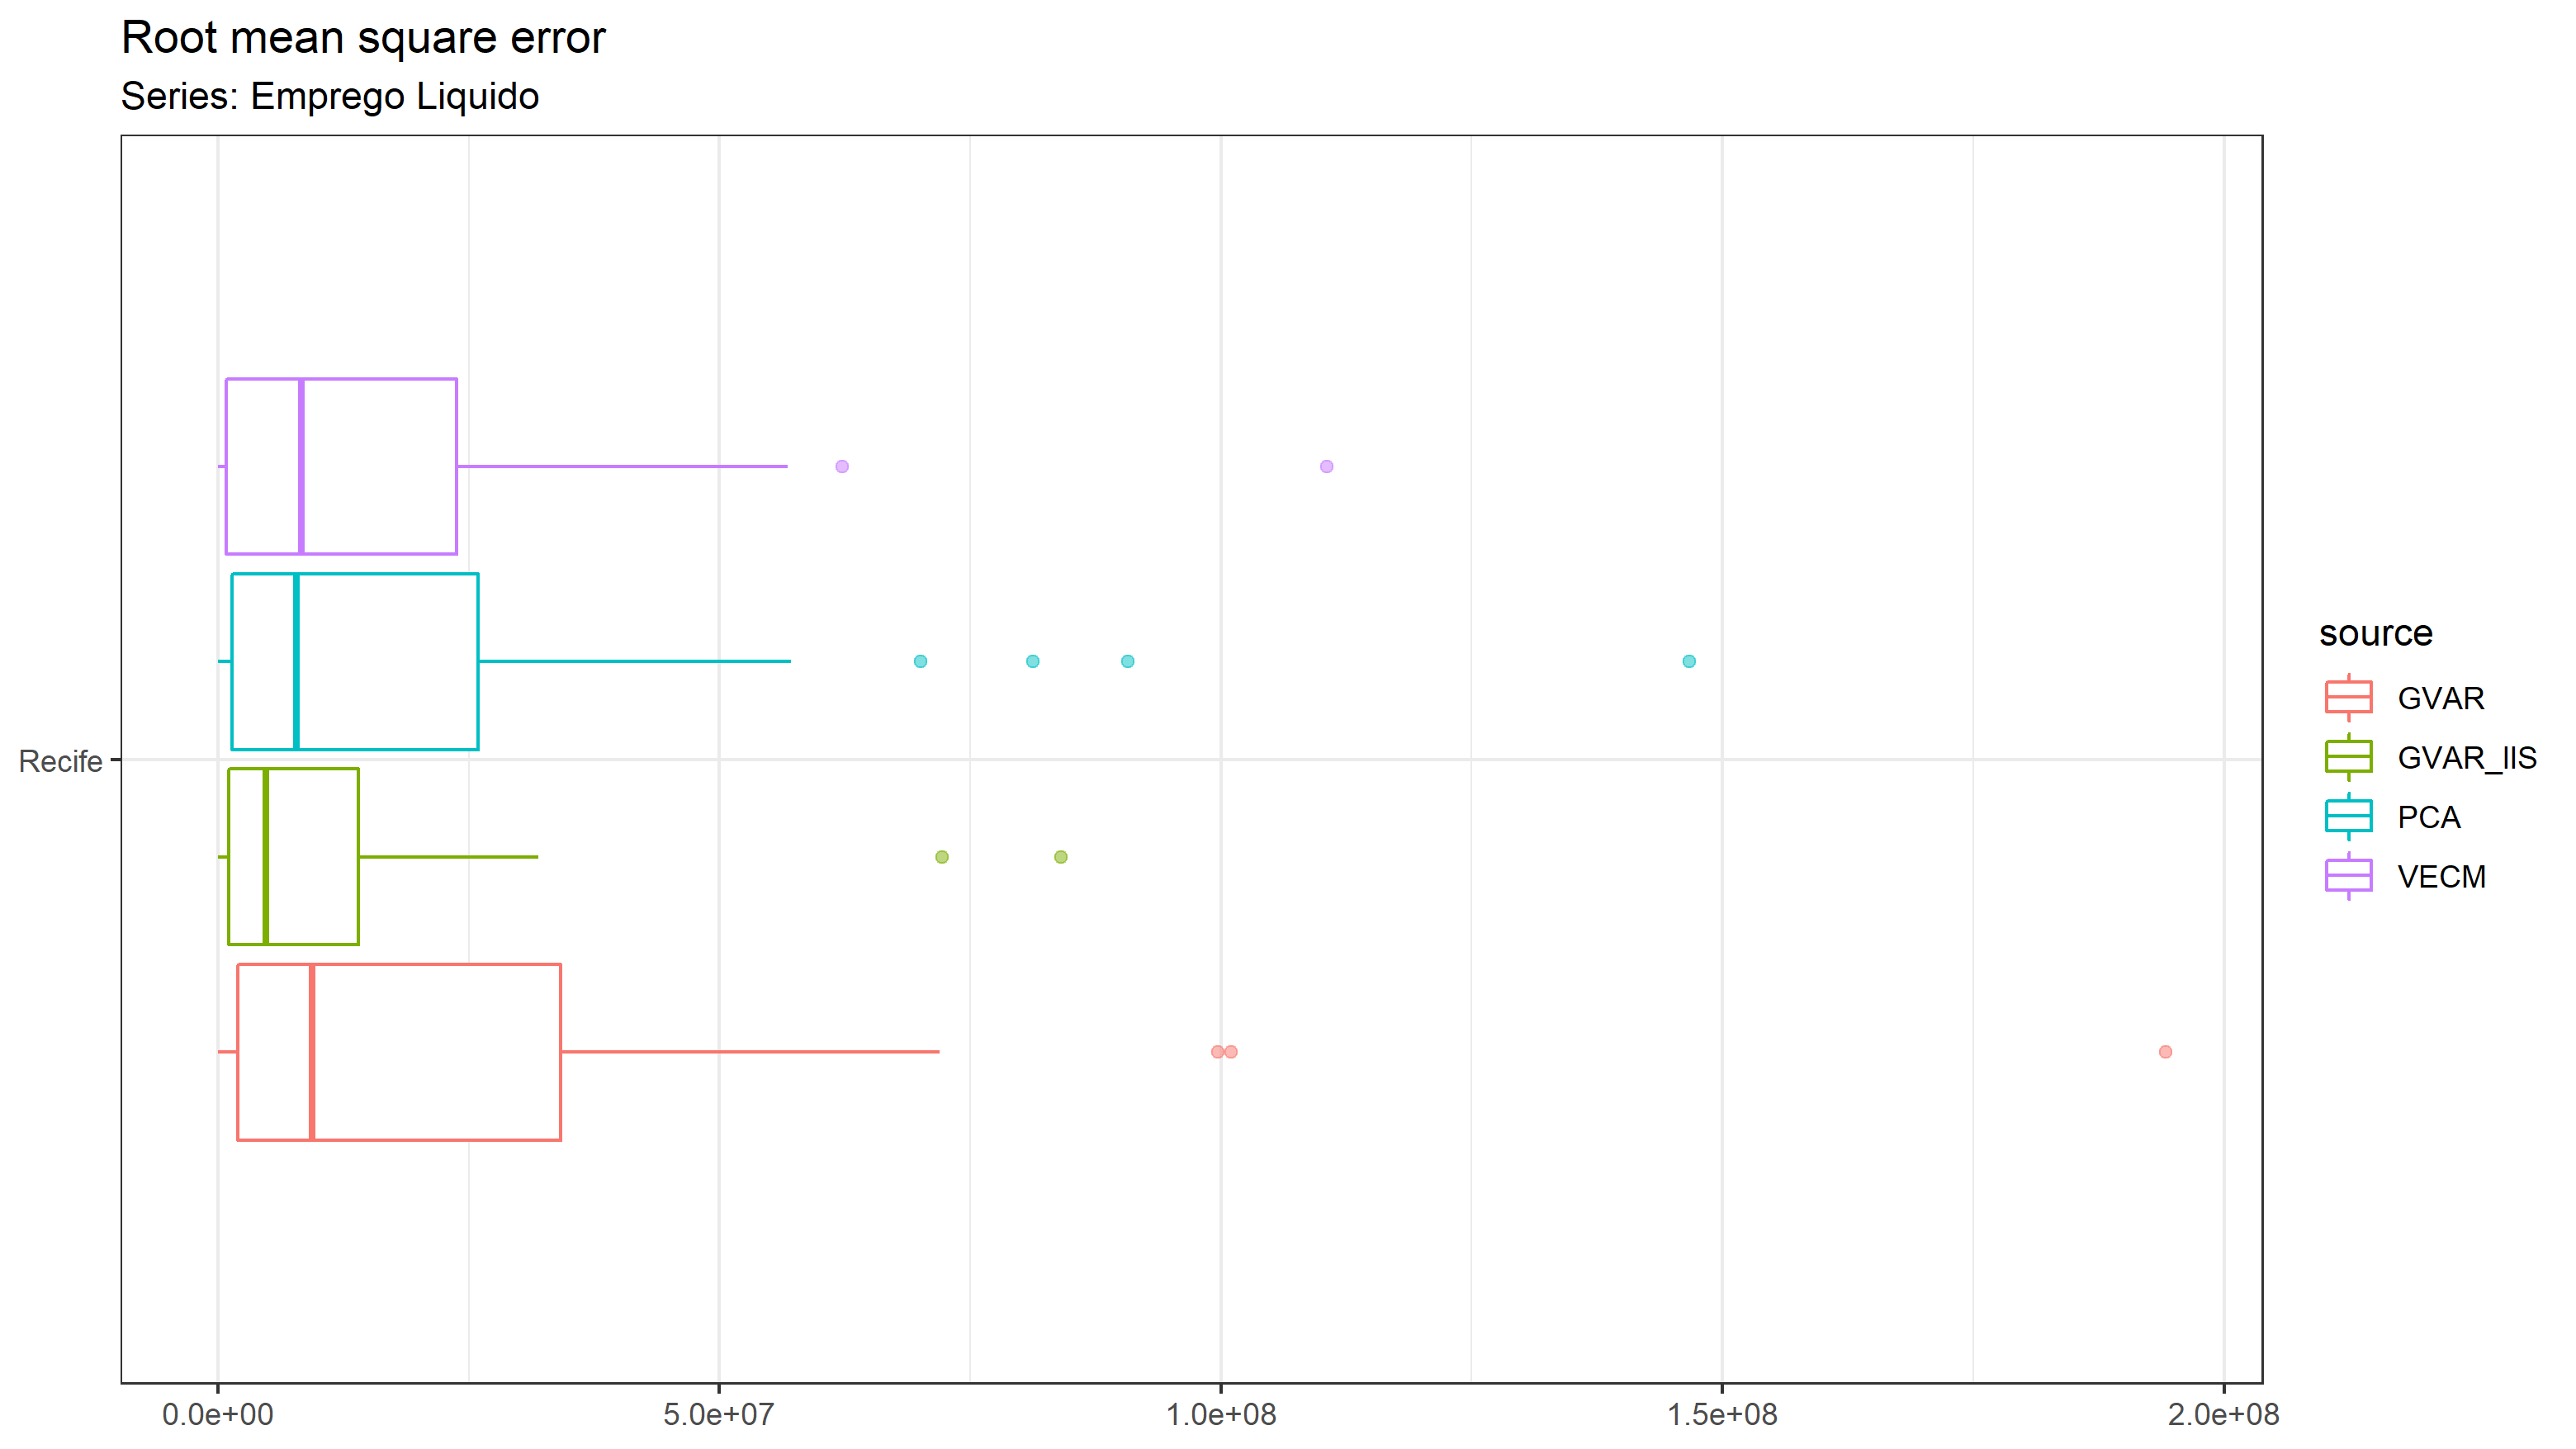 Root mean square error
Series: Emprego Liquido
Recife
0.0e+00 5.0e+07 1.0e+08 1.5e+08 2.0e+08
source
GVAR
GVAR_IIS
PCA
VECM